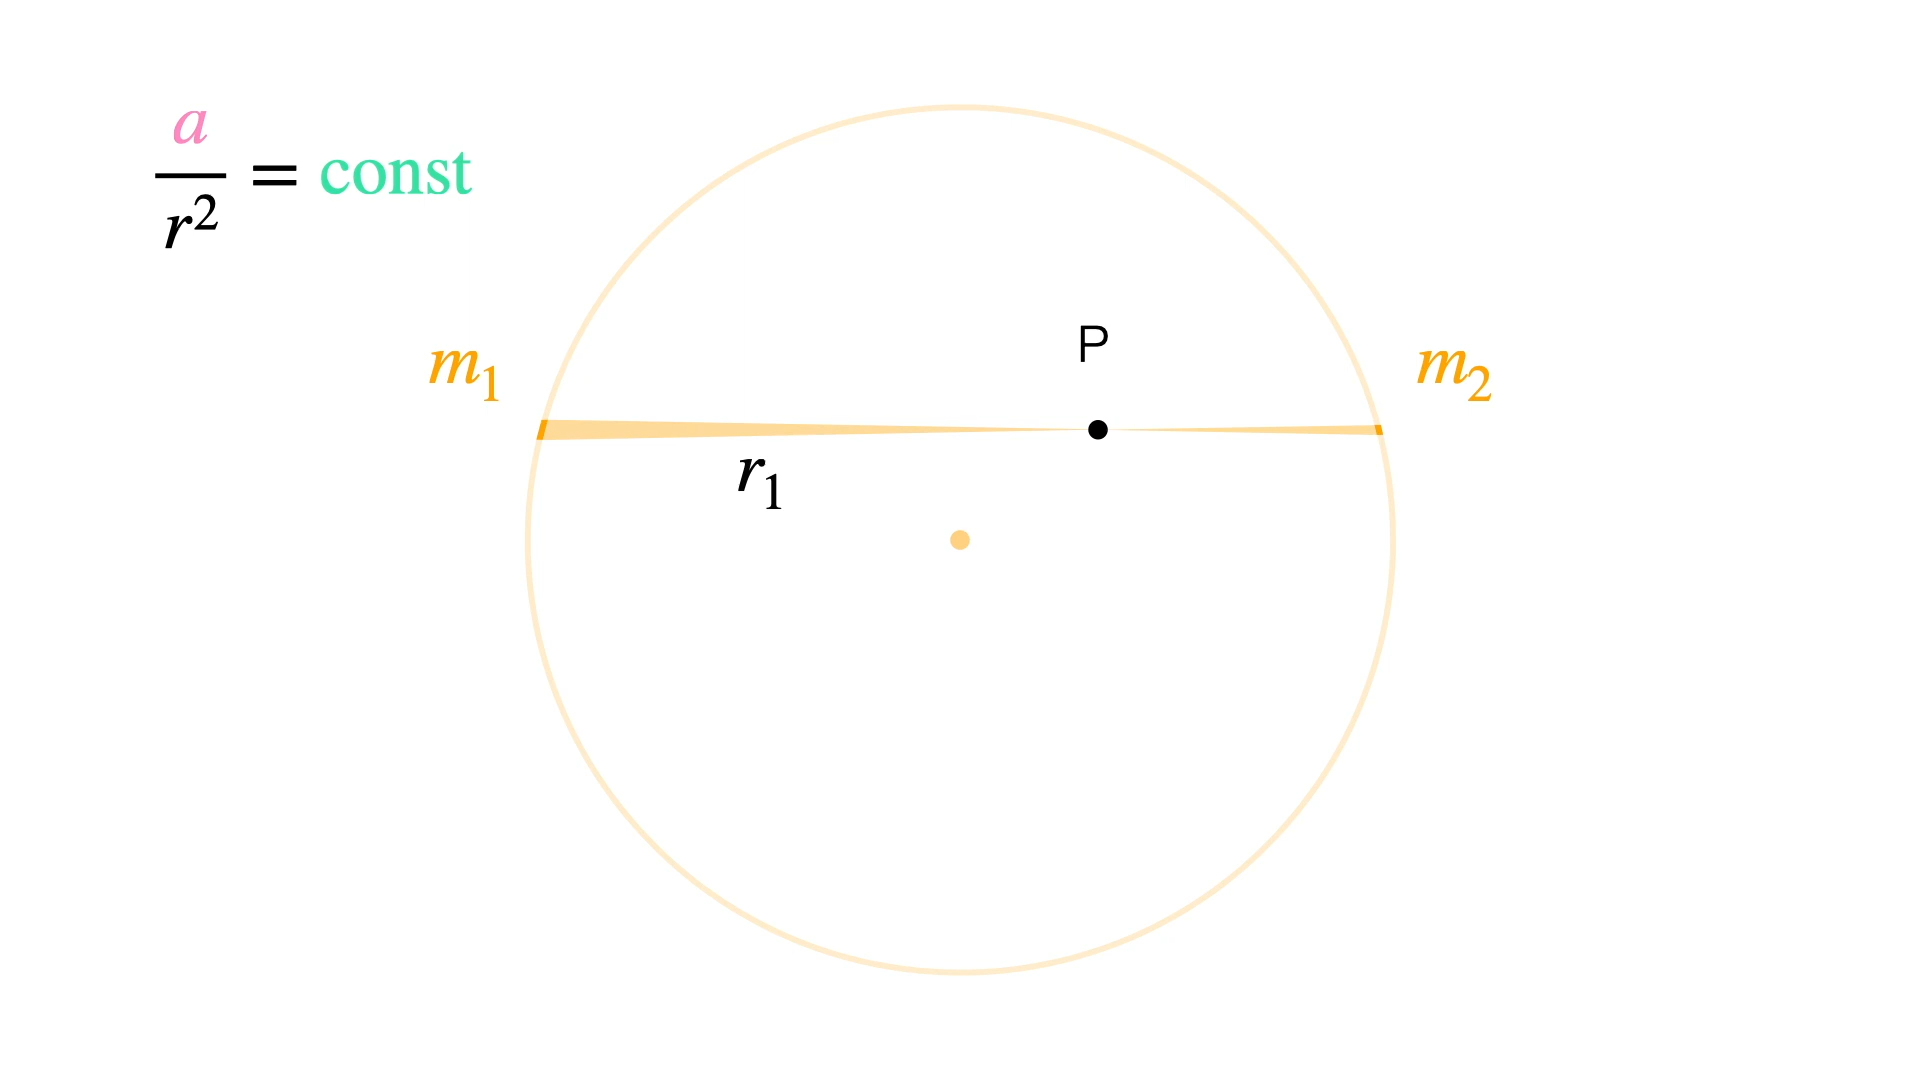 a/r² = const
P
m₁
m₂
r₁